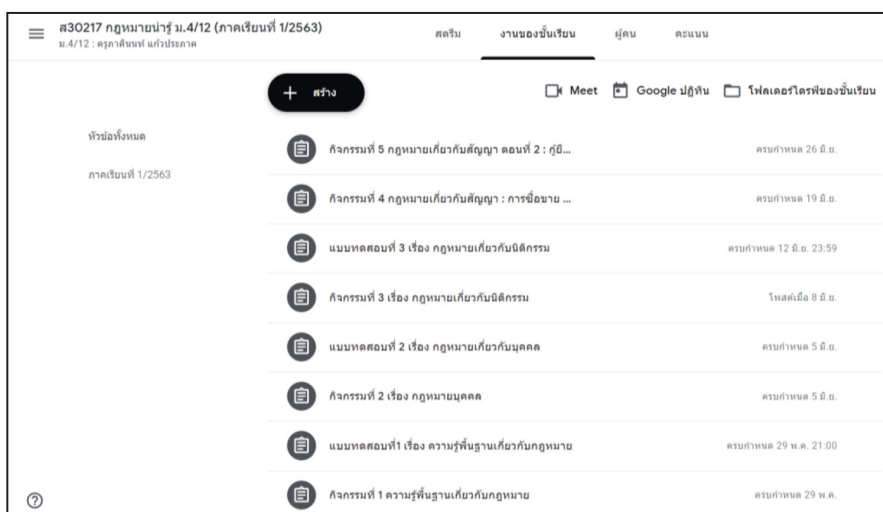 ส30217 กฎหมายน่ารู้ ม.4/12 (ภาคเรียนที่ 1/2563)
ม.4/12 : ครูภาคินนท์ แก้วประภาค
สตรีม งานของชั้นเรียน ผู้คน คะแนน
+ สร้าง
Meet Google ปฏิทิน โฟลเดอร์ไดรฟ์ของชั้นเรียน
หัวข้อทั้งหมด
ภาคเรียนที่ 1/2563
กิจกรรมที่ 5 กฎหมายเกี่ยวกับสัญญา ตอนที่ 2 : กู้ยื... ครบกำหนด 26 มิ.ย.
กิจกรรมที่ 4 กฎหมายเกี่ยวกับสัญญา : การซื้อขาย ... ครบกำหนด 19 มิ.ย.
แบบทดสอบที่ 3 เรื่อง กฎหมายเกี่ยวกับนิติกรรม ครบกำหนด 12 มิ.ย. 23:59
กิจกรรมที่ 3 เรื่อง กฎหมายเกี่ยวกับนิติกรรม โพสต์เมื่อ 8 มิ.ย.
แบบทดสอบที่ 2 เรื่อง กฎหมายเกี่ยวกับบุคคล ครบกำหนด 5 มิ.ย.
กิจกรรมที่ 2 เรื่อง กฎหมายบุคคล ครบกำหนด 5 มิ.ย.
แบบทดสอบที่1 เรื่อง ความรู้พื้นฐานเกี่ยวกับกฎหมาย ครบกำหนด 29 พ.ค. 21:00
กิจกรรมที่ 1 ความรู้พื้นฐานเกี่ยวกับกฎหมาย ครบกำหนด 29 พ.ค.